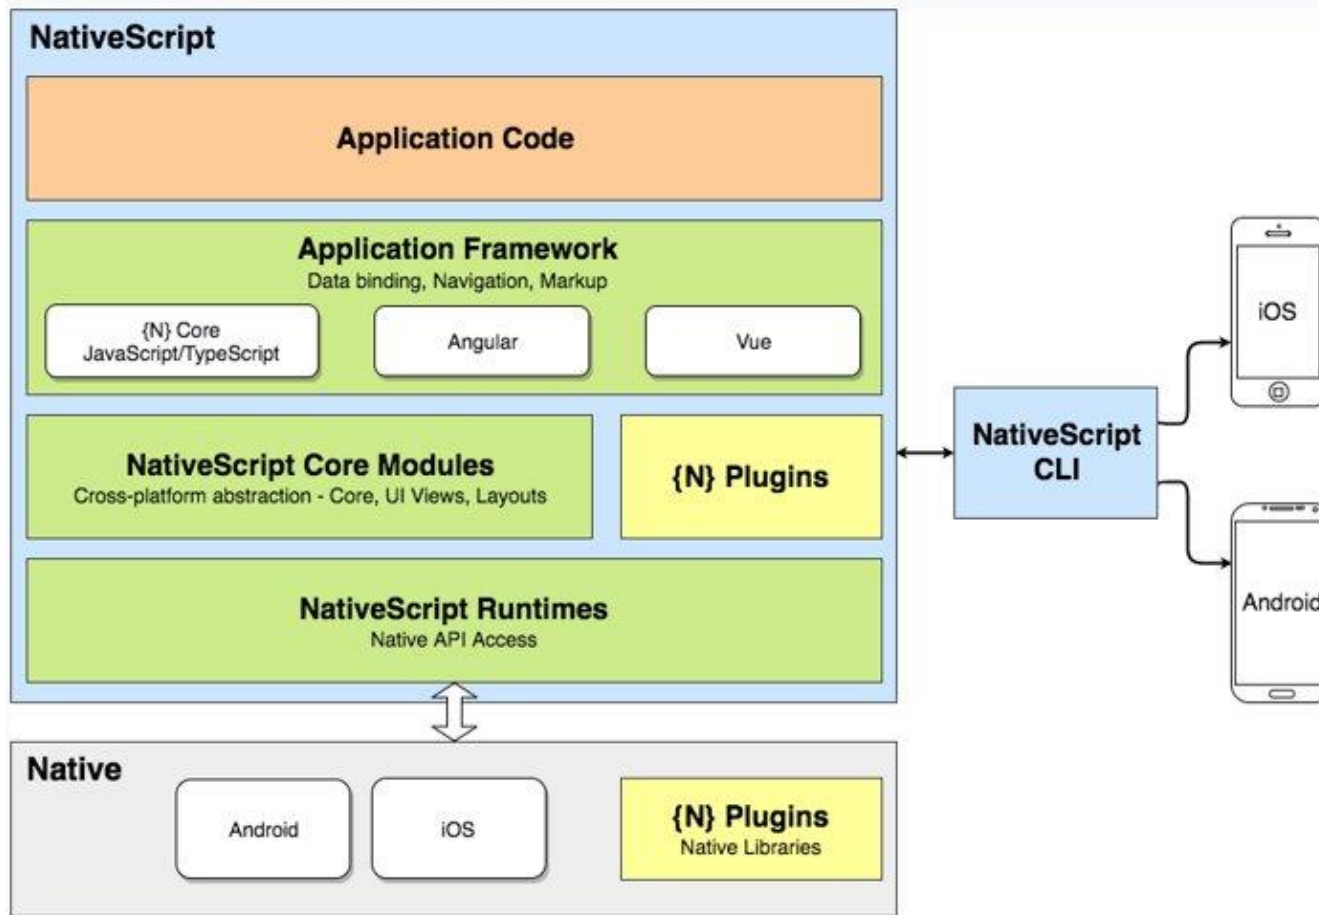 NativeScript
Application Code
Application Framework
Data binding, Navigation, Markup
{N} Core
JavaScript/TypeScript
Angular
Vue
NativeScript Core Modules
Cross-platform abstraction - Core, UI Views, Layouts
{N} Plugins
NativeScript Runtimes
Native API Access
NativeScript
CLI
iOS
Android
Native
Android
iOS
{N} Plugins
Native Libraries